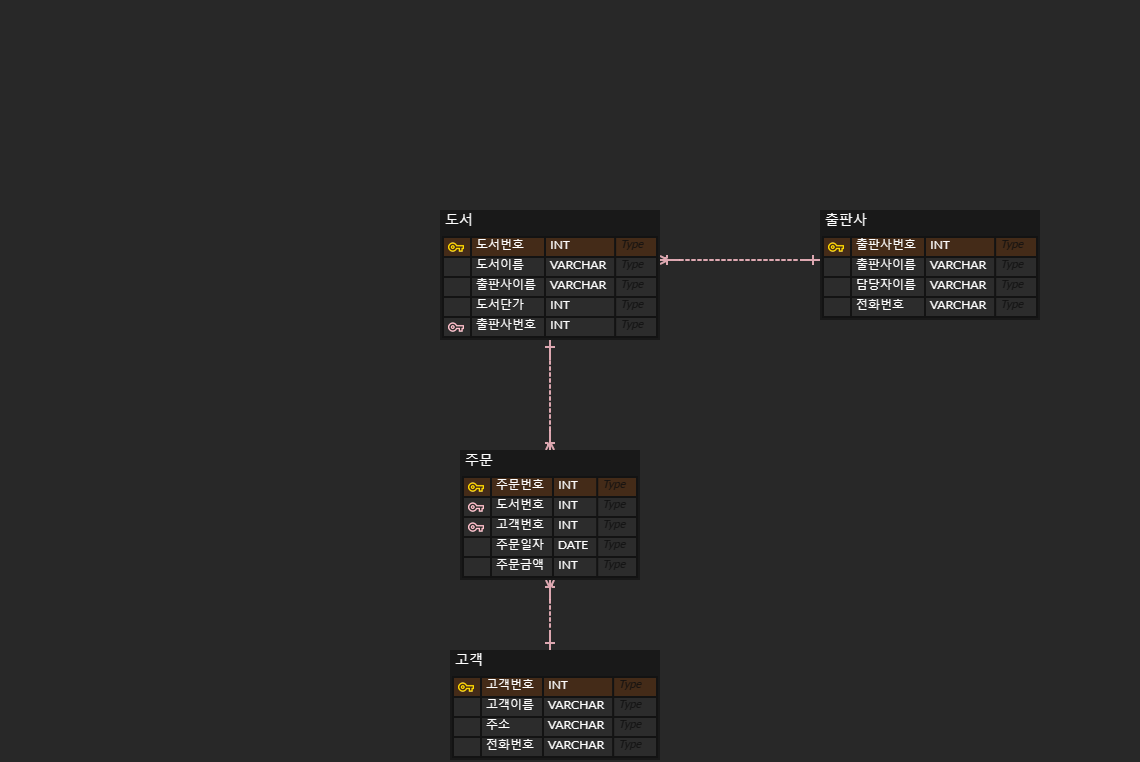 도서
도서번호 INT Type
도서이름 VARCHAR Type
출판사이름 VARCHAR Type
도서단가 INT Type
출판사번호 INT Type
출판사
출판사번호 INT Type
출판사이름 VARCHAR Type
담당자이름 VARCHAR Type
전화번호 VARCHAR Type
주문
주문번호 INT Type
도서번호 INT Type
고객번호 INT Type
주문일자 DATE Type
주문금액 INT Type
고객
고객번호 INT Type
고객이름 VARCHAR Type
주소 VARCHAR Type
전화번호 VARCHAR Type